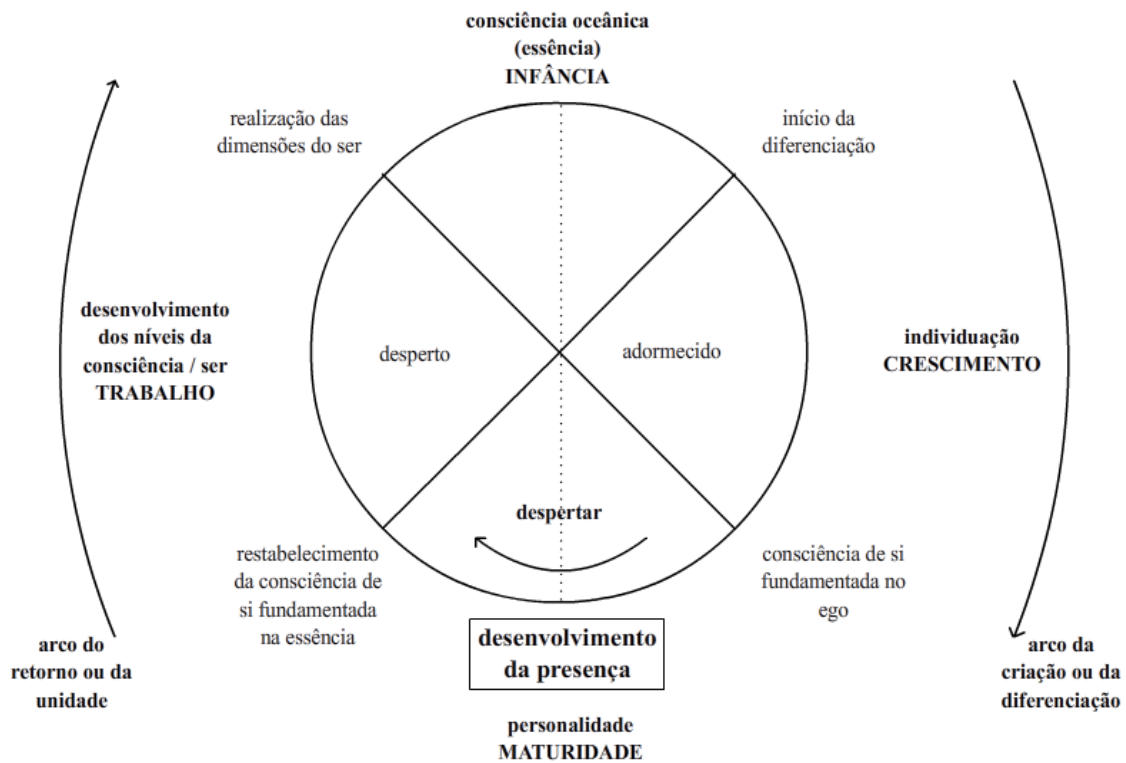 consciência oceânica
(essência)
INFÂNCIA
realização das
dimensões do ser
início da
diferenciação
desenvolvimento
dos níveis da
consciência / ser
TRABALHO
desperto
adormecido
individuação
CRESCIMENTO
despertar
restabelecimento
da consciência de
si fundamentada
na essência
consciência de si
fundamentada no
ego
arco do
retorno ou da
unidade
desenvolvimento
da presença
arco da
criação ou da
diferenciação
personalidade
MATURIDADE